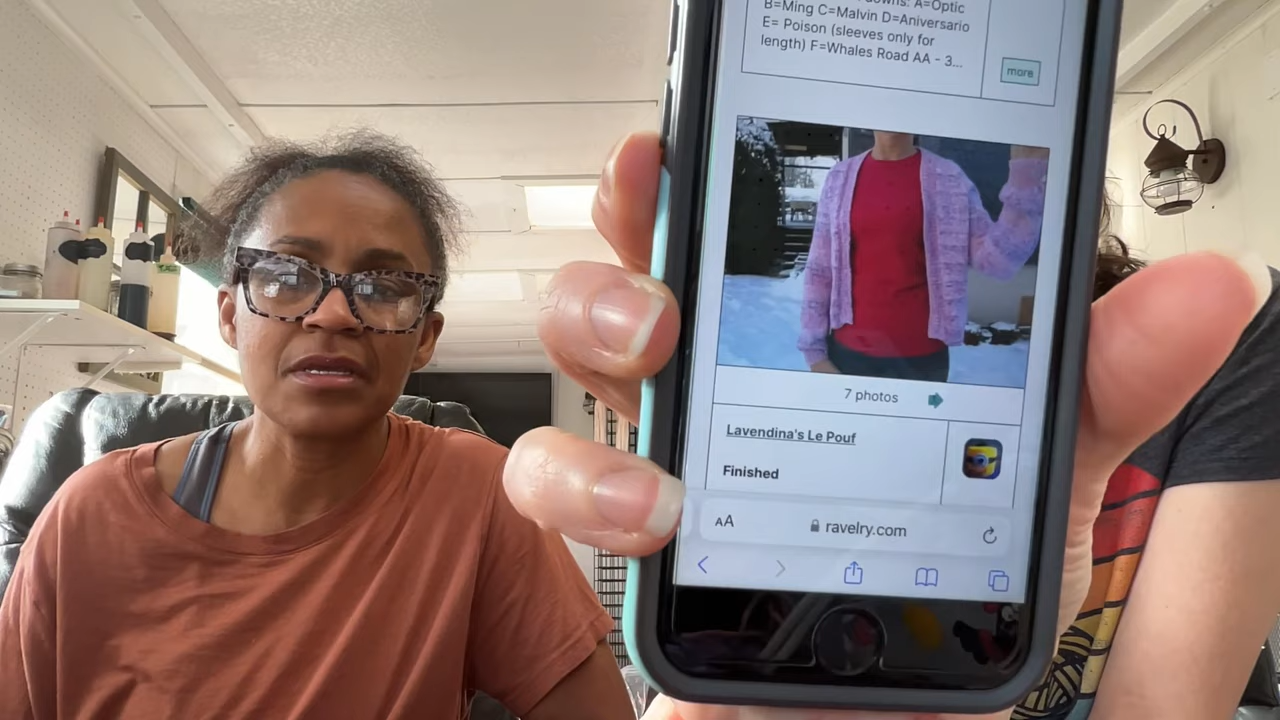 A=Optic
B=Ming C=Malvin D=Aniversario
E= Poison (sleeves only for
length) F=Whales Road AA - 3...
more
7 photos
Lavendina's Le Pouf
Finished
AA
ravelry.com